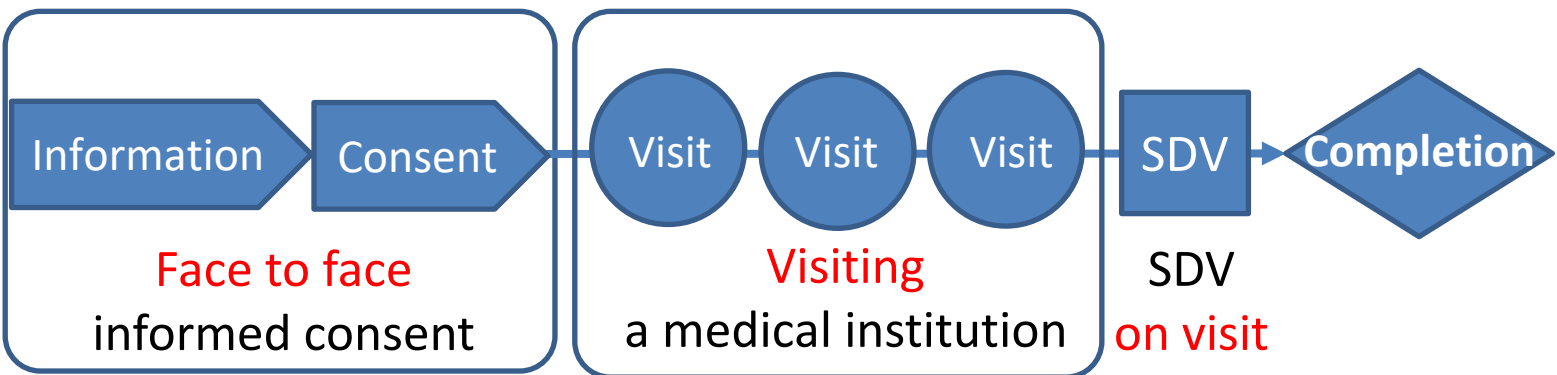 Information
Consent
Visit
Visit
Visit
SDV
Completion
Face to face
informed consent
Visiting
a medical institution
SDV
on visit